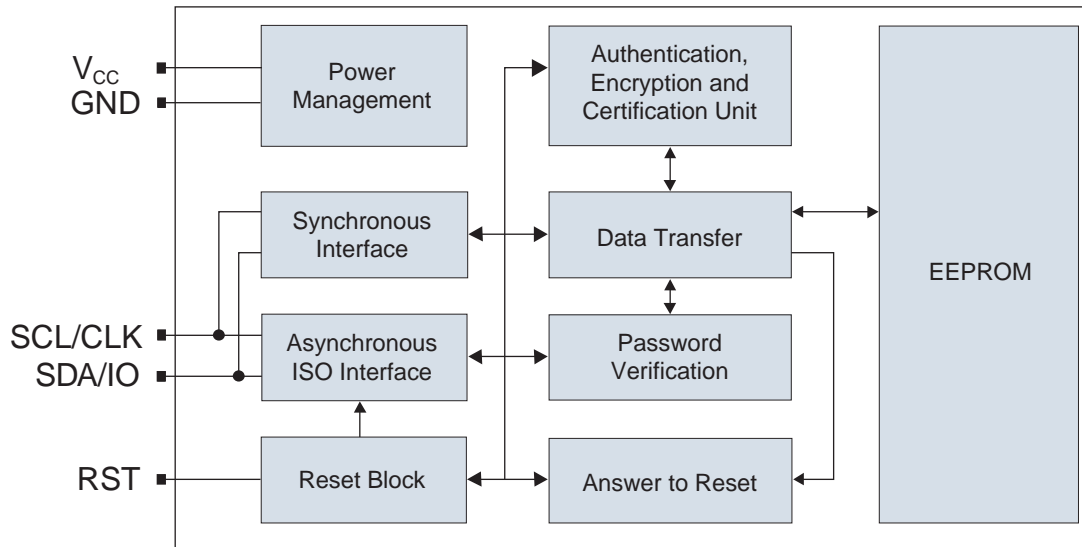 V_CC
GND
SCL/CLK
SDA/IO
RST
Power
Management
Synchronous
Interface
Asynchronous
ISO Interface
Reset Block
Authentication,
Encryption and
Certification Unit
Data Transfer
Password
Verification
Answer to Reset
EEPROM